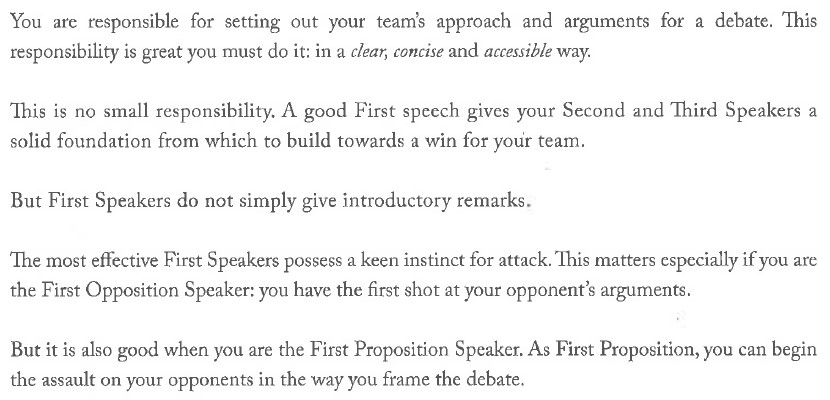 You are responsible for setting out your team's approach and arguments for a debate. This
responsibility is great you must do it: in a clear, concise and accessible way.
This is no small responsibility. A good First speech gives your Second and Third Speakers a
solid foundation from which to build towards a win for your team.
But First Speakers do not simply give introductory remarks.
The most effective First Speakers possess a keen instinct for attack. This matters especially if you are
the First Opposition Speaker: you have the first shot at your opponent's arguments.
But it is also good when you are the First Proposition Speaker. As First Proposition, you can begin
the assault on your opponents in the way you frame the debate.